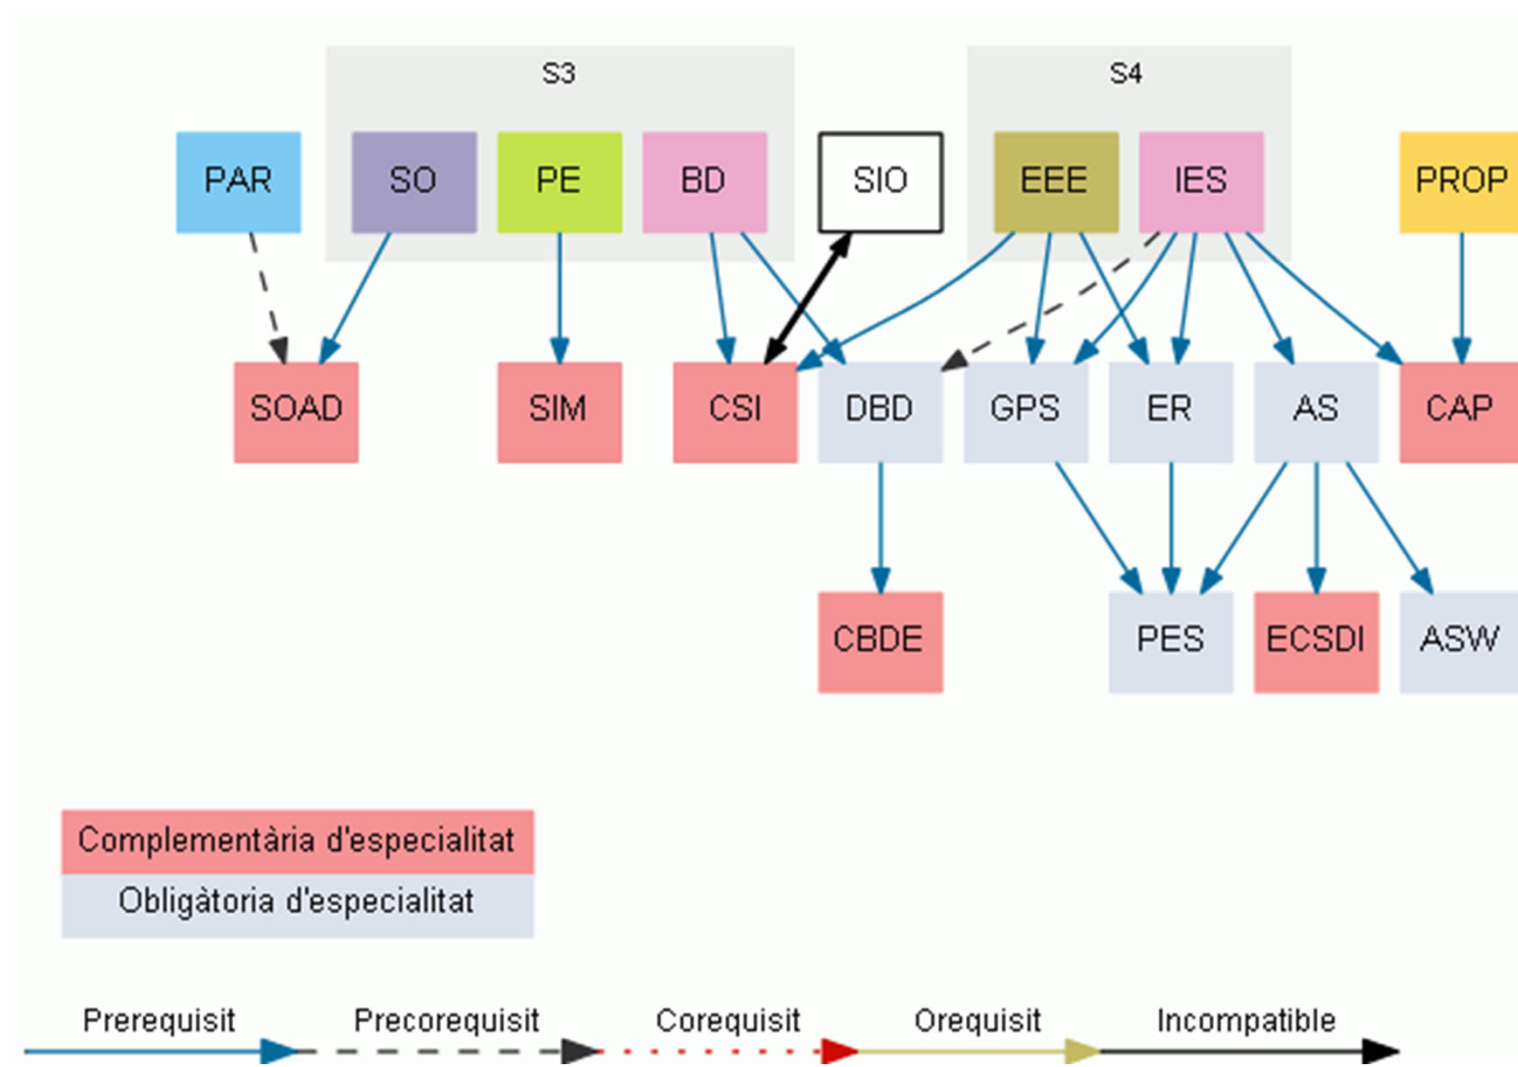 S3
S4
PAR
SO
PE
BD
SIO
EEE
IES
PROP
SOAD
SIM
CSI
DBD
GPS
ER
AS
CAP
CBDE
PES
ECSDI
ASW
Complementària d'especialitat
Obligàtoria d'especialitat
Prerequisit
Precorequisit
Corequisit
Orequisit
Incompatible